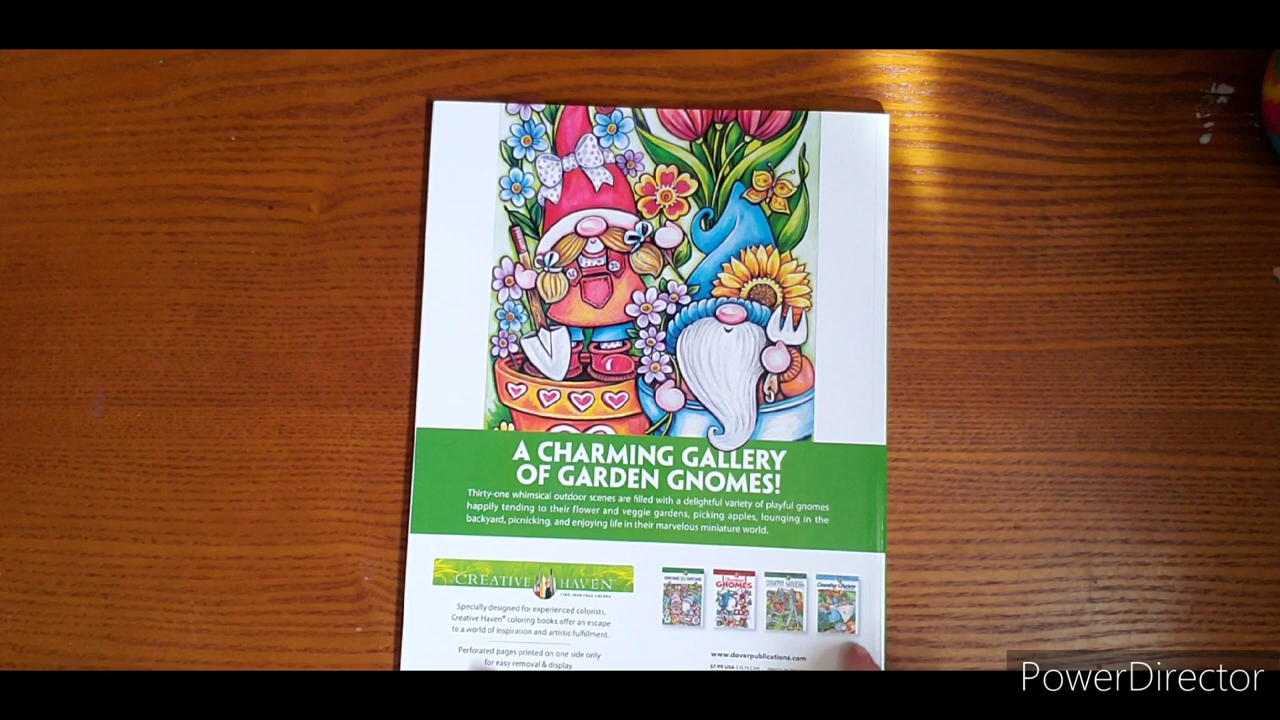 A CHARMING GALLERY
OF GARDEN GNOMES!
Thirty-one whimsical outdoor scenes are filled with a delightful variety of playful gnomes
happily tending to their flower and veggie gardens, picking apples, lounging in the
backyard, picnicking, and enjoying life in their marvelous miniature world.
CREATIVE HAVEN
GNOMES
Specially designed for experienced colorists,
Creative Haven® coloring books offer an escape
to a world of inspiration and artistic fulfillment.
Perforated pages printed on one side only
for easy removal & display.
www.doverpublications.com
$7.99 USA
PowerDirector